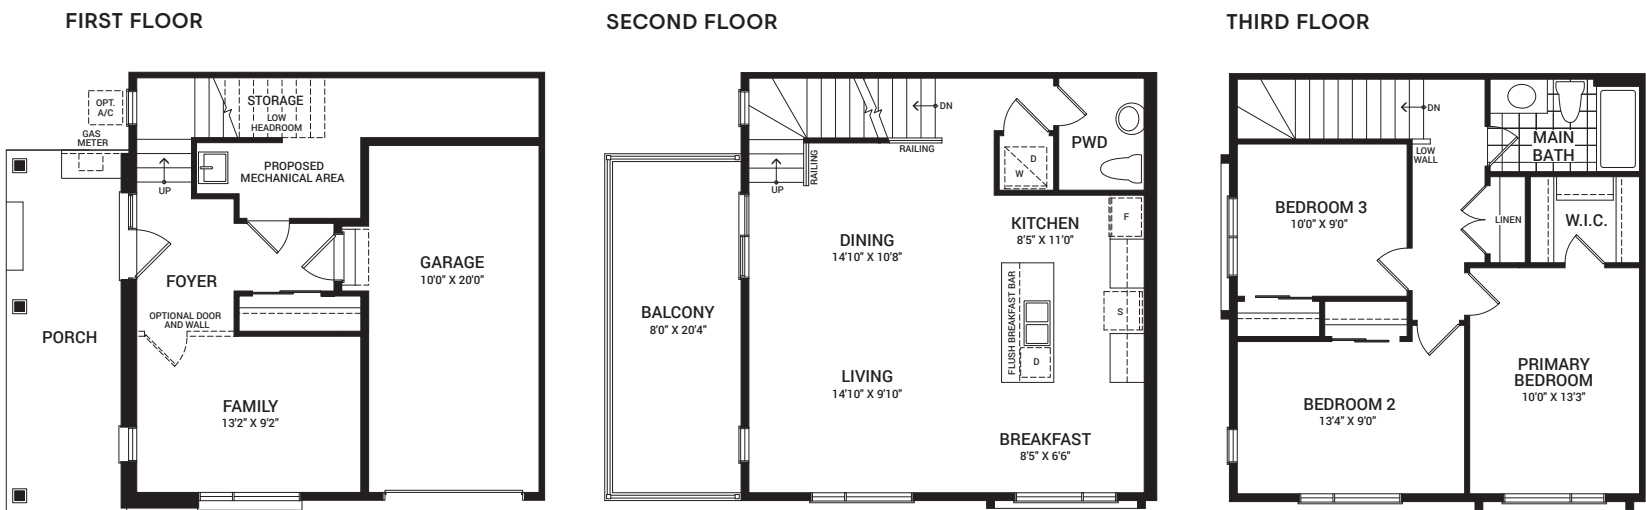 FIRST FLOOR
OPT.
A/C
GAS
METER
STORAGE
LOW
HEADROOM
PROPOSED
MECHANICAL AREA
UP
FOYER
GARAGE
10'0" X 20'0"
OPTIONAL DOOR
AND WALL
PORCH
FAMILY
13'2" X 9'2"
SECOND FLOOR
DN
RAILING
RAILING
UP
D
W
PWD
KITCHEN
8'5" X 11'0"
F
DINING
14'10" X 10'8"
BALCONY
8'0" X 20'4"
FLUSH BREAKFAST BAR
S
D
LIVING
14'10" X 9'10"
BREAKFAST
8'5" X 6'6"
THIRD FLOOR
DN
LOW
WALL
MAIN
BATH
BEDROOM 3
10'0" X 9'0"
LINEN
W.I.C.
PRIMARY
BEDROOM
10'0" X 13'3"
BEDROOM 2
13'4" X 9'0"